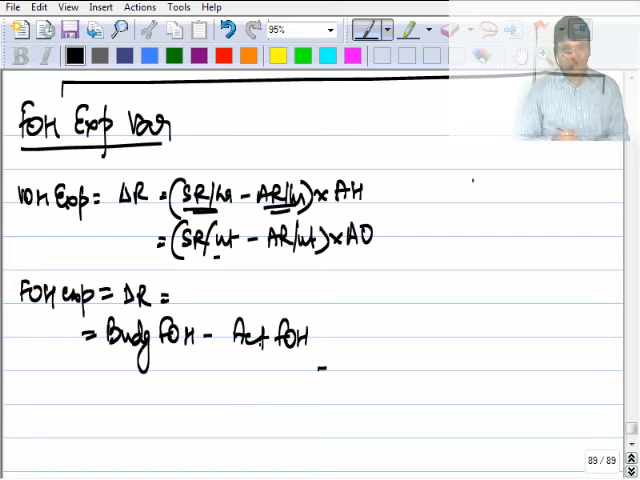 File Edit View Insert Actions Tools Help
95%
B I
FOH Exp Var
VOH Exp = ΔR = (SR/hr - AR/hr) × AH
= (SR/ut - AR/ut) × AO
FOH exp = ΔR =
= Budg FOH - Act FOH
89 / 89